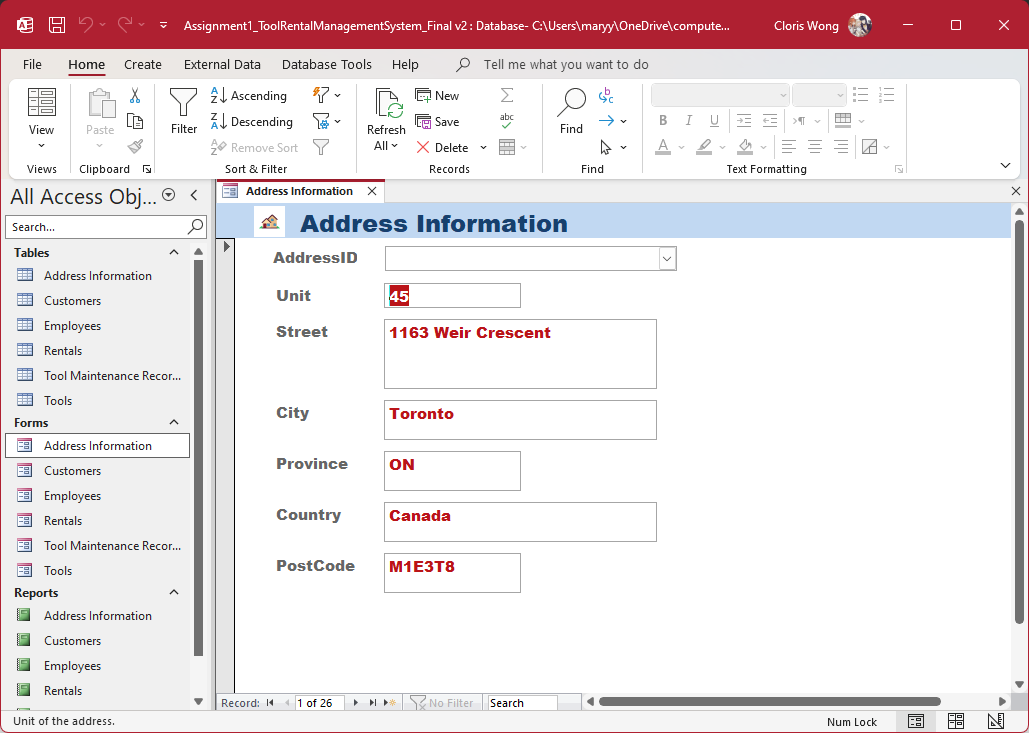 Assignment1_ToolRentalManagementSystem_Final v2 : Database- C:\Users\maryy\OneDrive\compute... Cloris Wong
File Home Create External Data Database Tools Help Tell me what you want to do
View
Views
Paste
Clipboard
Filter
Ascending
Descending
Remove Sort
Sort & Filter
Refresh
All
New
Save
Delete
Records
Find
Find
Text Formatting
All Access Obj...
Search...
Tables
Address Information
Customers
Employees
Rentals
Tool Maintenance Recor...
Tools
Forms
Address Information
Customers
Employees
Rentals
Tool Maintenance Recor...
Tools
Reports
Address Information
Customers
Employees
Rentals
Address Information
Address Information
AddressID
Unit 45
Street 1163 Weir Crescent
City Toronto
Province ON
Country Canada
PostCode M1E3T8
Record: 1 of 26 No Filter Search
Unit of the address. Num Lock